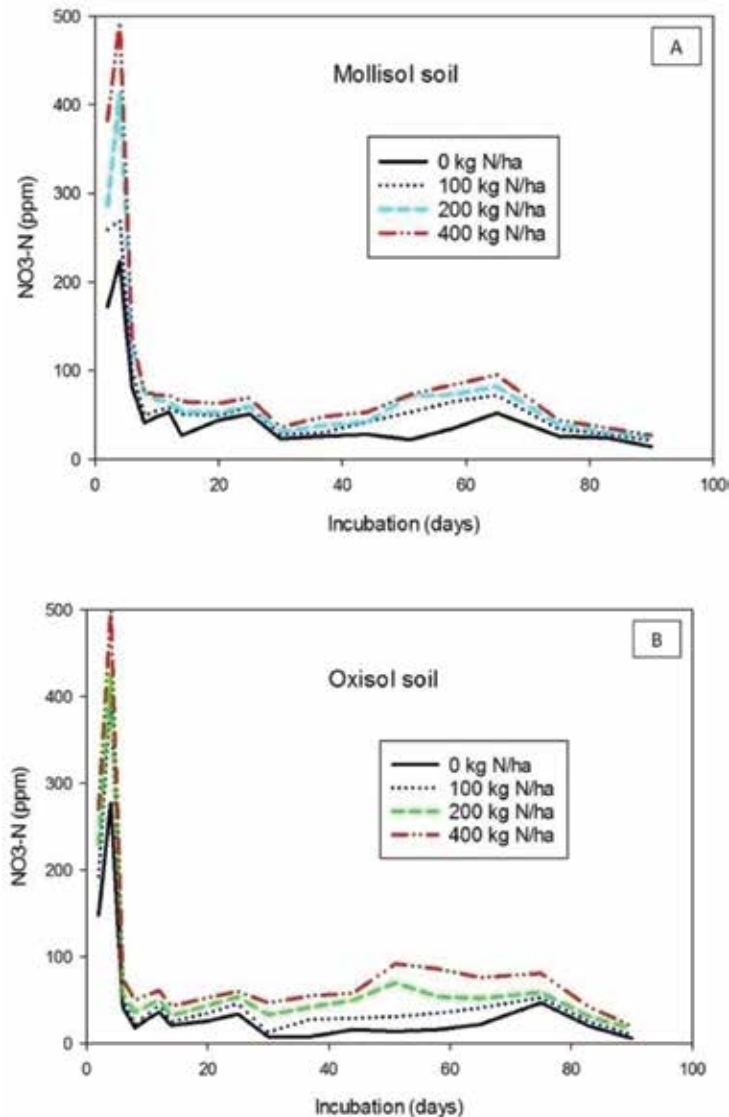 A
Mollisol soil
0 kg N/ha
100 kg N/ha
200 kg N/ha
400 kg N/ha
NO3-N (ppm)
500
400
300
200
100
0
0 20 40 60 80 100
Incubation (days)
B
Oxisol soil
0 kg N/ha
100 kg N/ha
200 kg N/ha
400 kg N/ha
NO3-N (ppm)
500
400
300
200
100
0
0 20 40 60 80 100
Incubation (days)